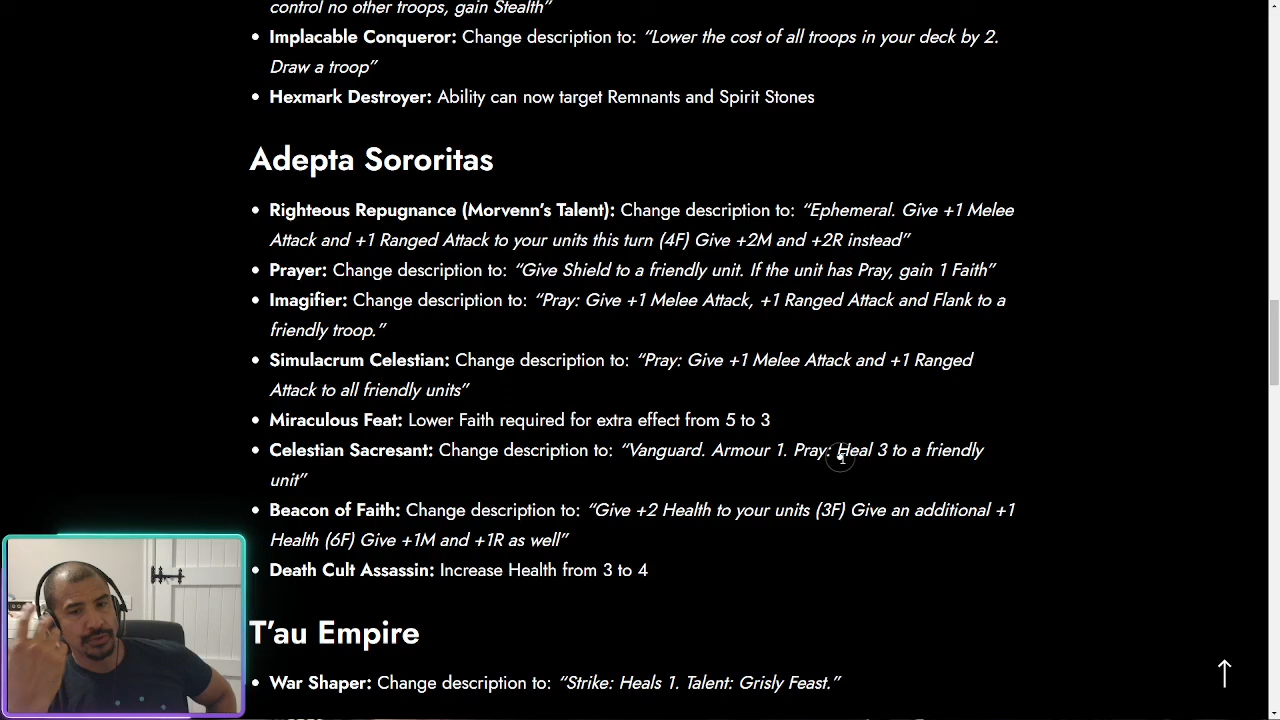 control no other troops, gain Stealth”
• Implacable Conqueror: Change description to: “Lower the cost of all troops in your deck by 2.
Draw a troop”
• Hexmark Destroyer: Ability can now target Remnants and Spirit Stones
Adepta Sororitas
• Righteous Repugnance (Morvenn’s Talent): Change description to: “Ephemeral. Give +1 Melee
Attack and +1 Ranged Attack to your units this turn (4F) Give +2M and +2R instead”
• Prayer: Change description to: “Give Shield to a friendly unit. If the unit has Pray, gain 1 Faith”
• Imagifier: Change description to: “Pray: Give +1 Melee Attack, +1 Ranged Attack and Flank to a
friendly troop.”
• Simulacrum Celestian: Change description to: “Pray: Give +1 Melee Attack and +1 Ranged
Attack to all friendly units”
• Miraculous Feat: Lower Faith required for extra effect from 5 to 3
• Celestian Sacresant: Change description to: “Vanguard. Armour 1. Pray: Heal 3 to a friendly
unit”
• Beacon of Faith: Change description to: “Give +2 Health to your units (3F) Give an additional +1
Health (6F) Give +1M and +1R as well”
• Death Cult Assassin: Increase Health from 3 to 4
T’au Empire
• War Shaper: Change description to: “Strike: Heals 1. Talent: Grisly Feast.”